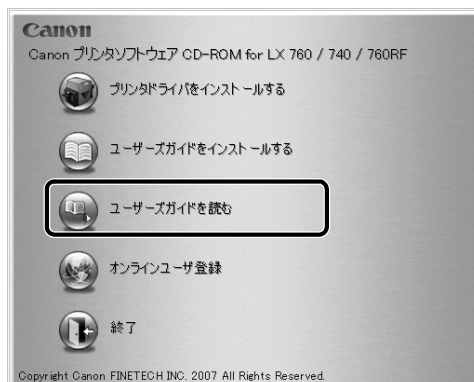 Canon
Canon プリンタソフトウェア CD-ROM for LX 760 / 740 / 760RF
プリンタドライバをインストールする
ユーザーズガイドをインストールする
ユーザーズガイドを読む
オンラインユーザ登録
終了
Copyright Canon FINETECH INC. 2007 All Rights Reserved.